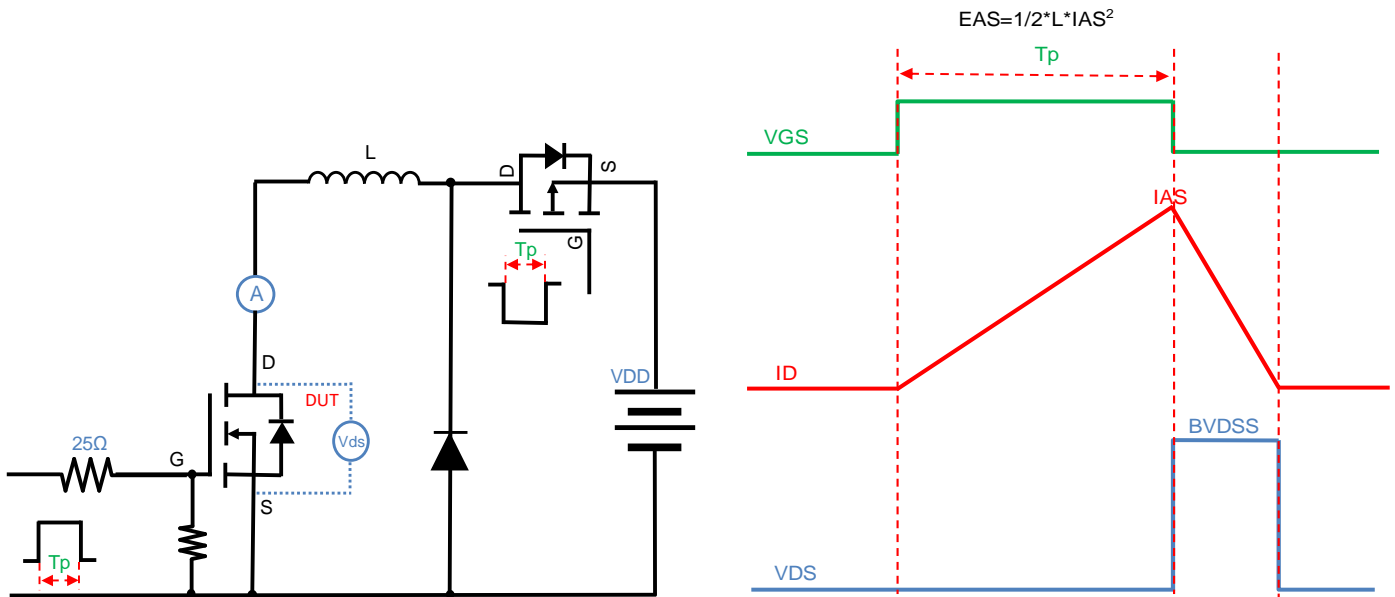 EAS=1/2*L*IAS²
Tp
VGS
IAS
ID
BVDSS
VDS
L
D
S
G
Tp
A
D
DUT
Vds
VDD
25Ω
G
S
Tp